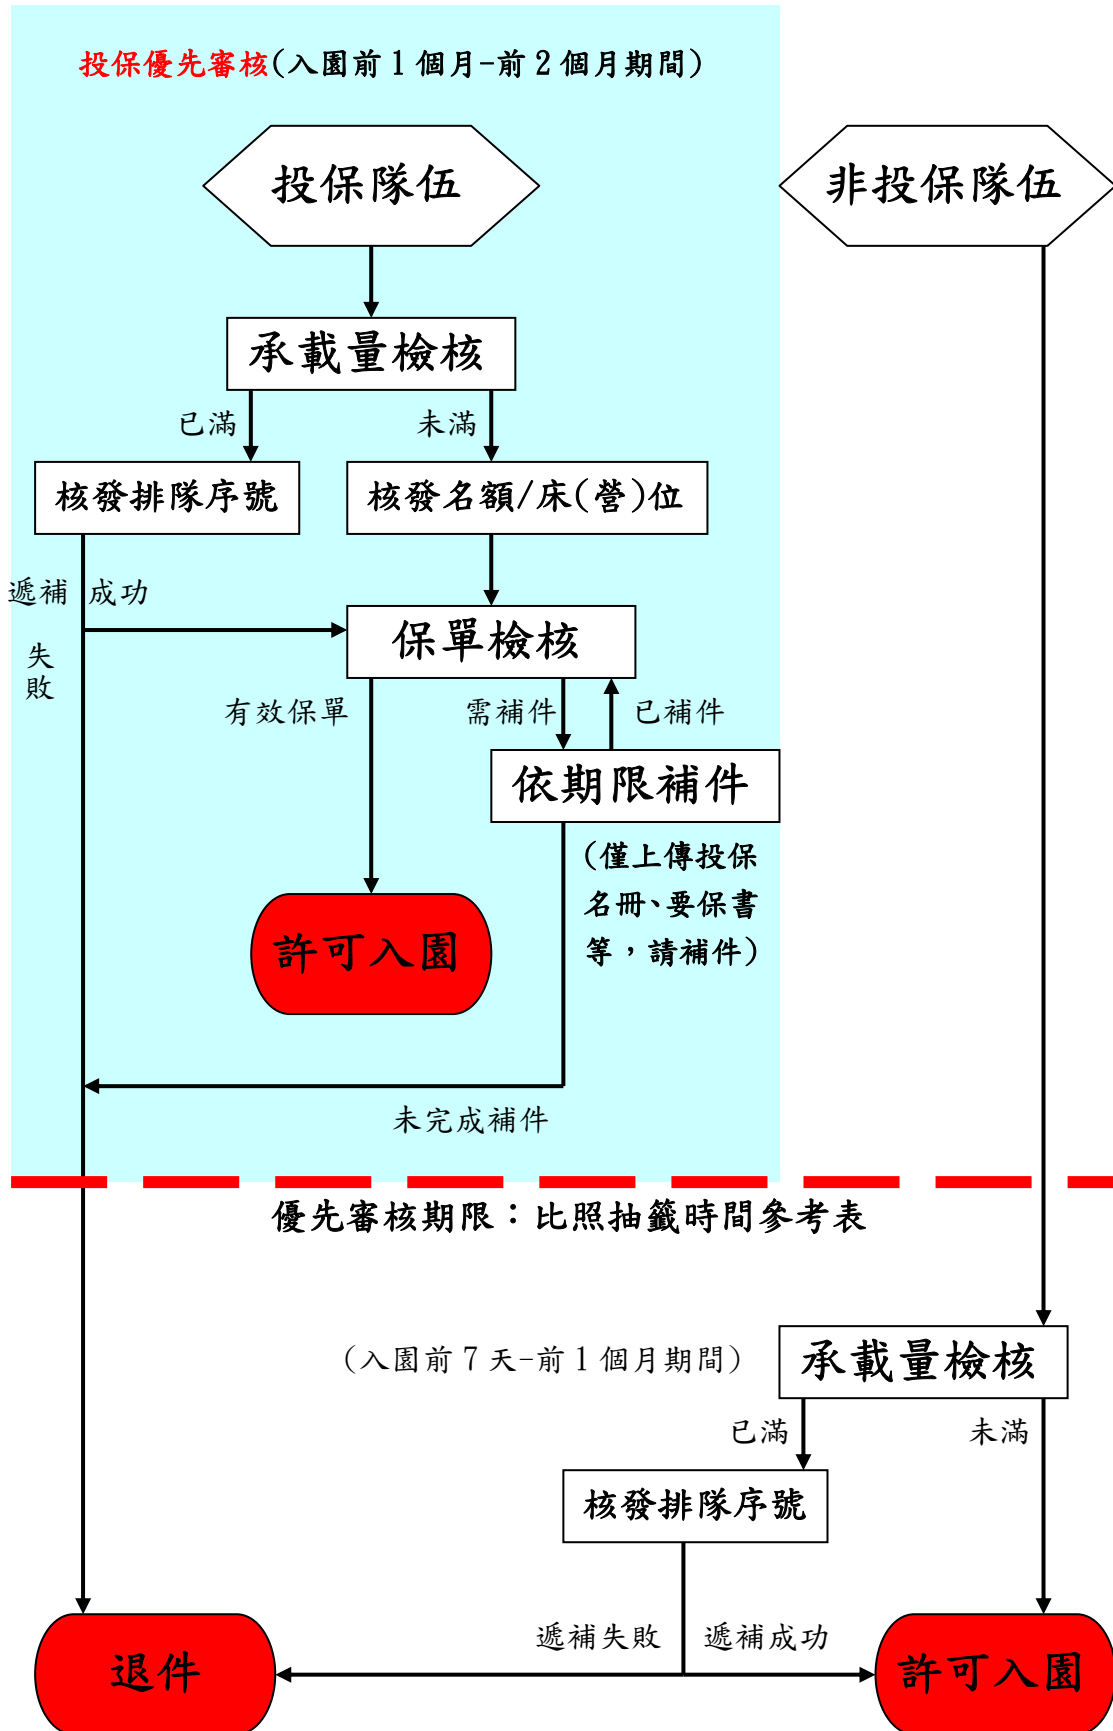 投保優先審核(入園前1個月-前2個月期間)
投保隊伍
非投保隊伍
承載量檢核
已滿
未滿
核發排隊序號
核發名額/床(營)位
遞補 成功
失
敗
保單檢核
有效保單
需補件
已補件
依期限補件
(僅上傳投保
名冊、要保書
等，請補件)
許可入園
未完成補件
優先審核期限：比照抽籤時間參考表
(入園前7天-前1個月期間)
承載量檢核
已滿
未滿
核發排隊序號
遞補失敗
遞補成功
退件
許可入園